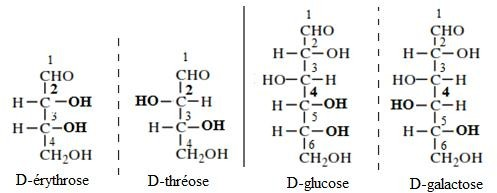 1
CHO
2
H–C–OH
3
H–C–OH
4
CH₂OH
D-érythrose
1
CHO
2
HO–C–H
3
H–C–OH
4
CH₂OH
D-thréose
1
CHO
2
H–C–OH
3
HO–C–H
4
H–C–OH
5
H–C–OH
6
CH₂OH
D-glucose
1
CHO
2
H–C–OH
3
HO–C–H
4
HO–C–H
5
H–C–OH
6
CH₂OH
D-galactose